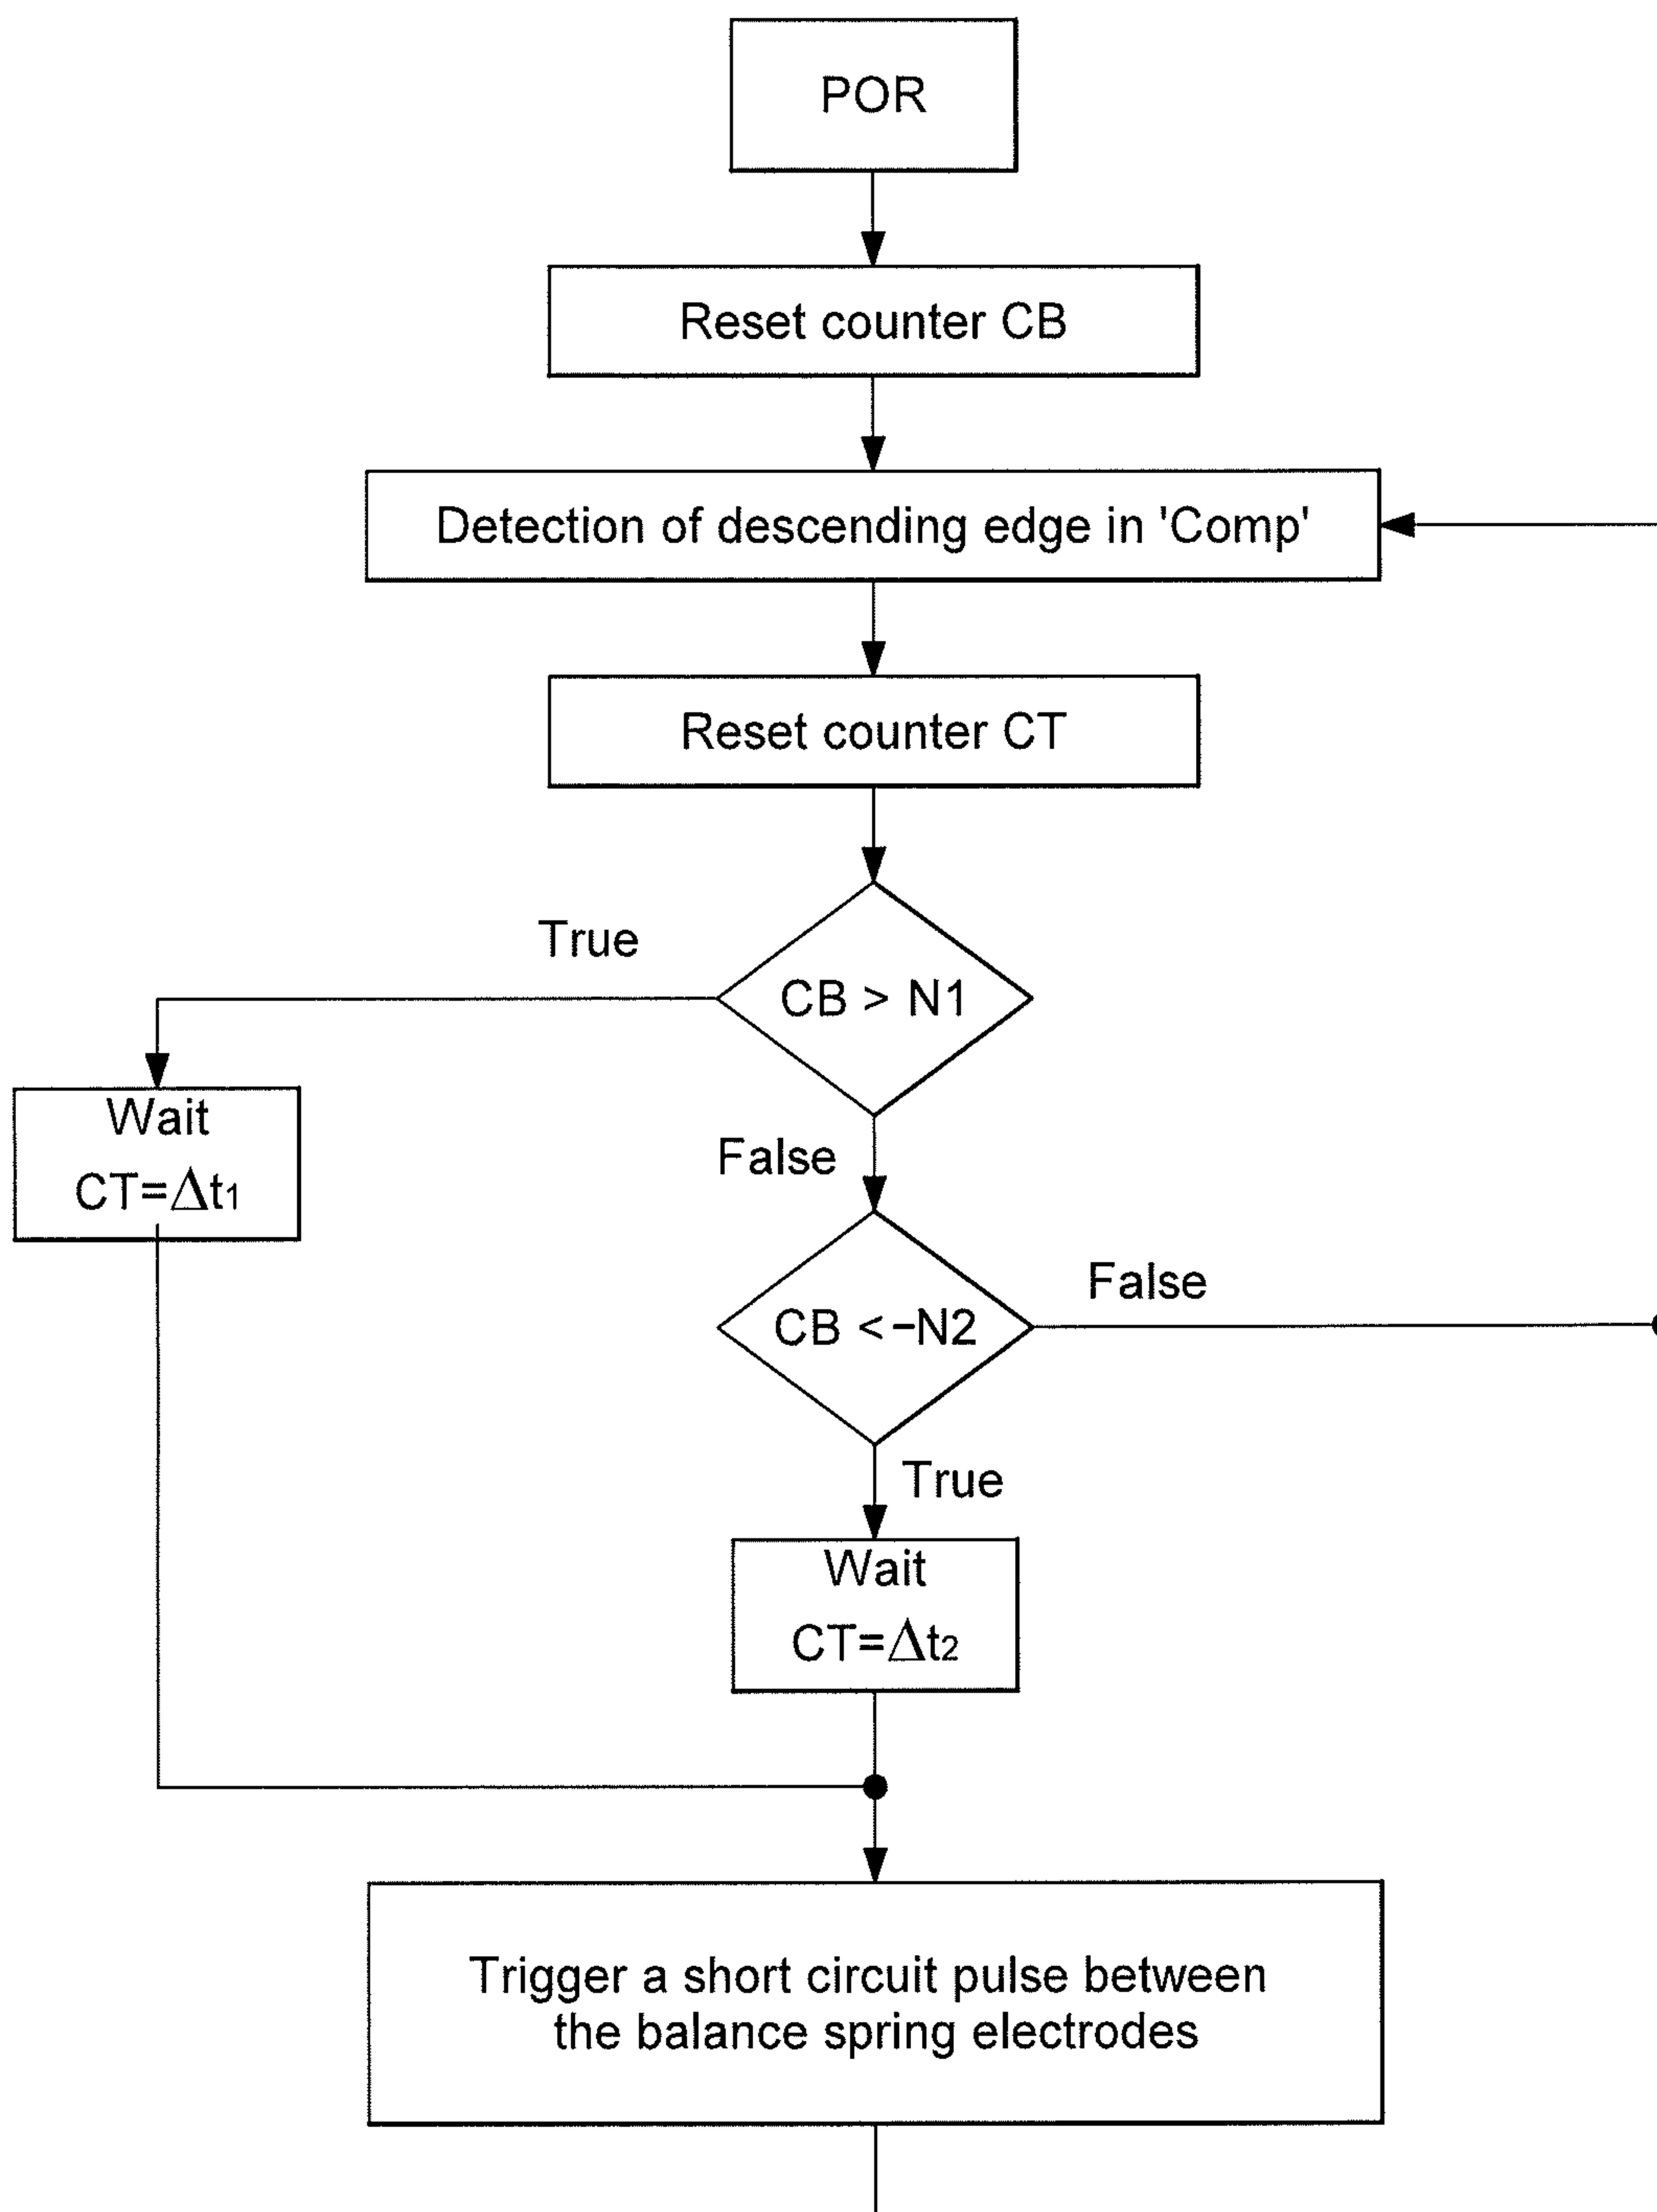 POR
Reset counter CB
Detection of descending edge in 'Comp'
Reset counter CT
True
CB > N1
Wait
CT=Δt1
False
CB <−N2
False
True
Wait
CT=Δt2
Trigger a short circuit pulse between
the balance spring electrodes